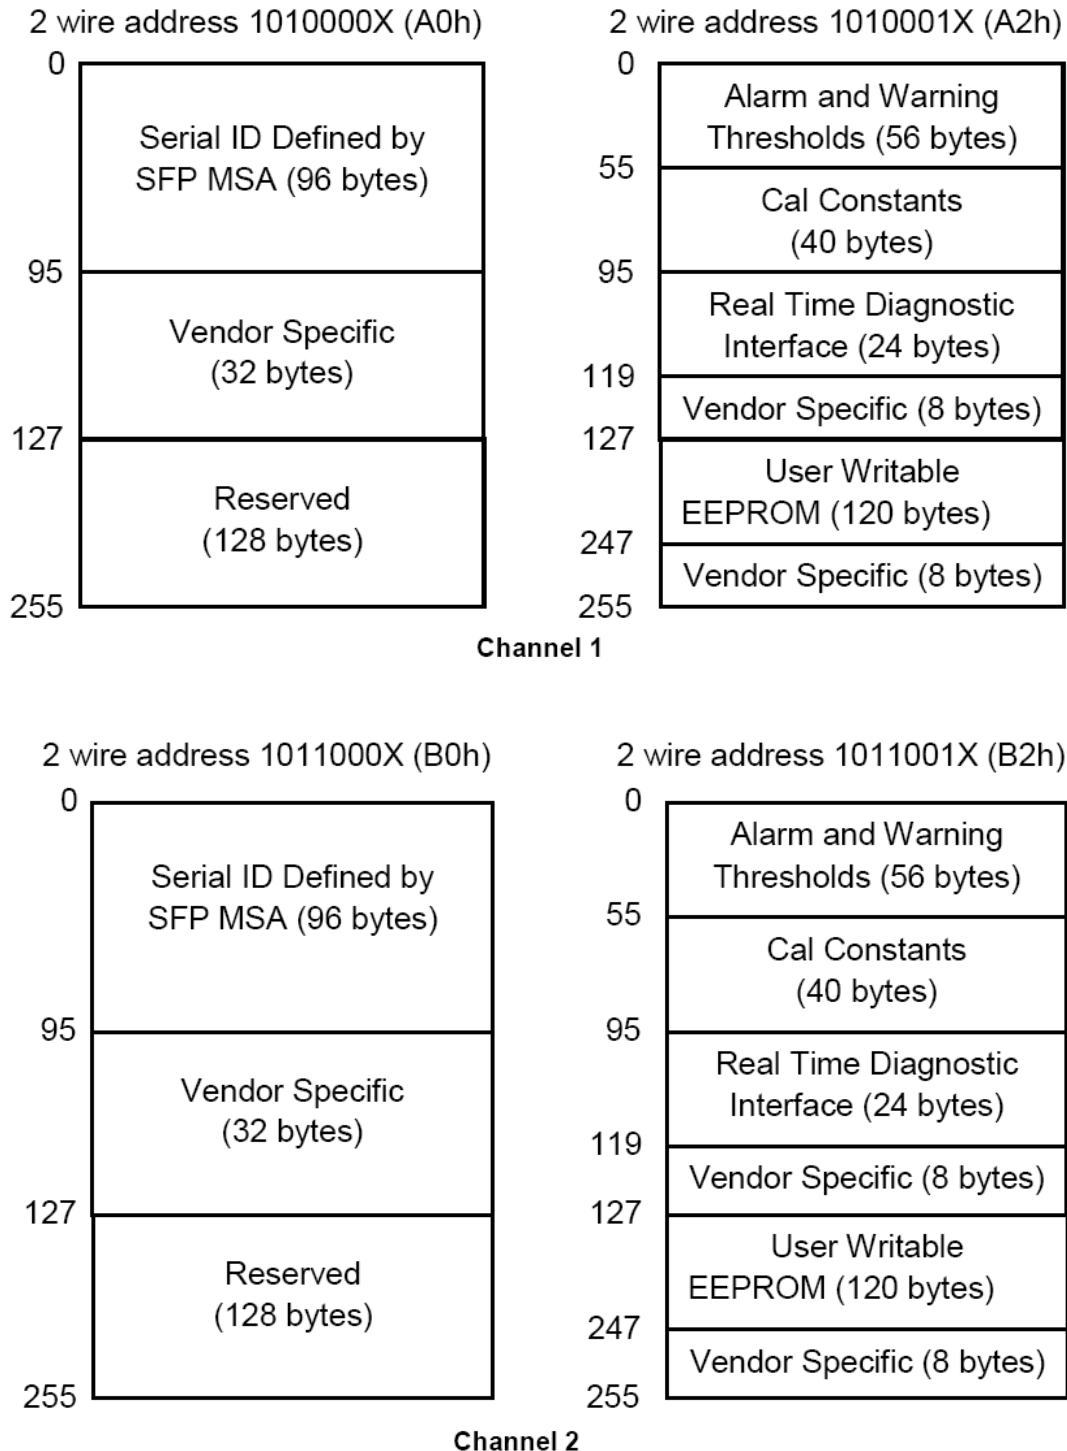 2 wire address 1010000X (A0h)
0
Serial ID Defined by
SFP MSA (96 bytes)
95
Vendor Specific
(32 bytes)
127
Reserved
(128 bytes)
255
2 wire address 1010001X (A2h)
0
Alarm and Warning
Thresholds (56 bytes)
55
Cal Constants
(40 bytes)
95
Real Time Diagnostic
Interface (24 bytes)
119
Vendor Specific (8 bytes)
127
User Writable
EEPROM (120 bytes)
247
Vendor Specific (8 bytes)
255
Channel 1
2 wire address 1011000X (B0h)
0
Serial ID Defined by
SFP MSA (96 bytes)
95
Vendor Specific
(32 bytes)
127
Reserved
(128 bytes)
255
2 wire address 1011001X (B2h)
0
Alarm and Warning
Thresholds (56 bytes)
55
Cal Constants
(40 bytes)
95
Real Time Diagnostic
Interface (24 bytes)
119
Vendor Specific (8 bytes)
127
User Writable
EEPROM (120 bytes)
247
Vendor Specific (8 bytes)
255
Channel 2